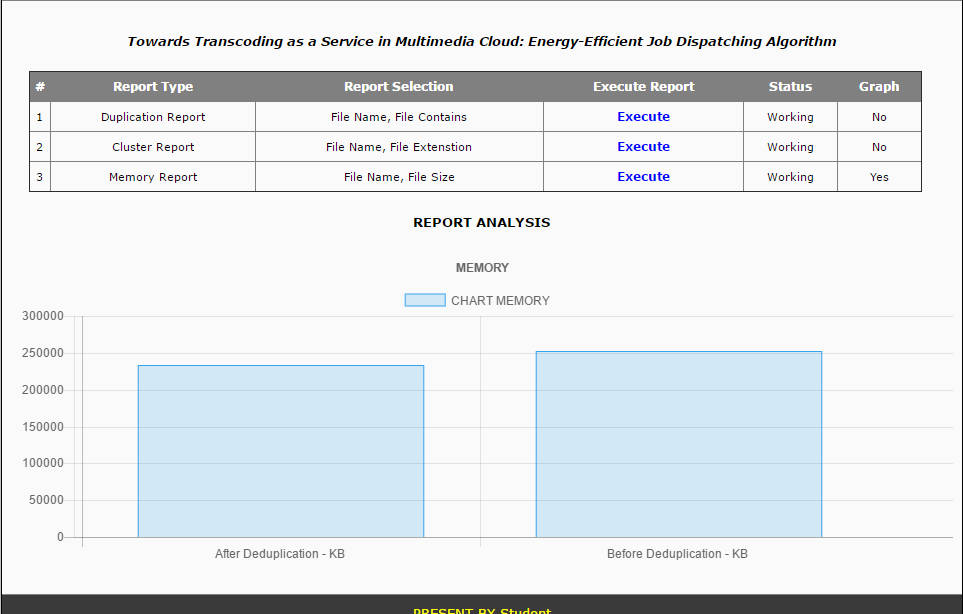 Towards Transcoding as a Service in Multimedia Cloud: Energy-Efficient Job Dispatching Algorithm
# Report Type Report Selection Execute Report Status Graph
1 Duplication Report File Name, File Contains Execute Working No
2 Cluster Report File Name, File Extenstion Execute Working No
3 Memory Report File Name, File Size Execute Working Yes
REPORT ANALYSIS
MEMORY
CHART MEMORY
300000
250000
200000
150000
100000
50000
0
After Deduplication - KB Before Deduplication - KB
PRESENT BY Student